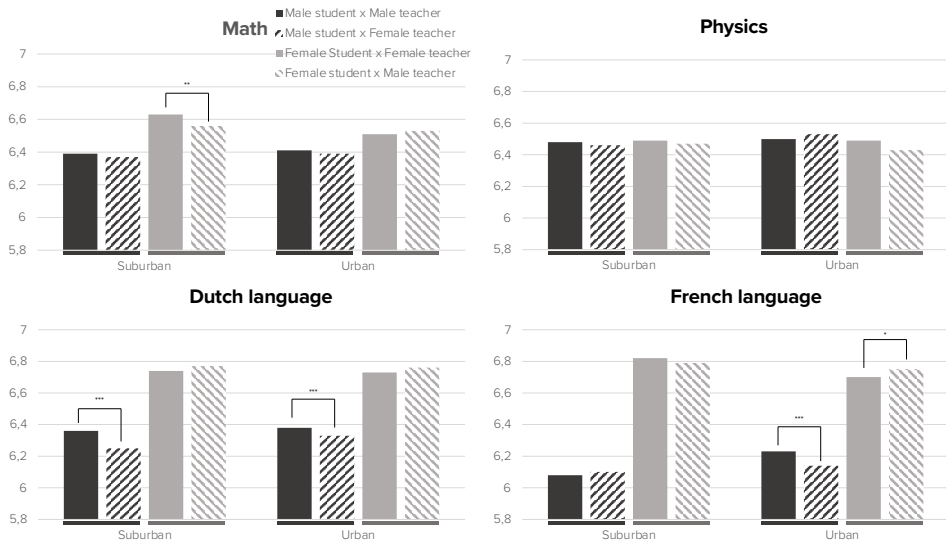 Math
Male student x Male teacher
Male student x Female teacher
Female Student x Female teacher
Female student x Male teacher
7
6,8
6,6
6,4
6,2
6
5,8
**
Suburban
Urban
Physics
7
6,8
6,6
6,4
6,2
6
5,8
Suburban
Urban
Dutch language
7
6,8
6,6
6,4
6,2
6
5,8
***
***
Suburban
Urban
French language
7
6,8
6,6
6,4
6,2
6
5,8
***
*
Suburban
Urban